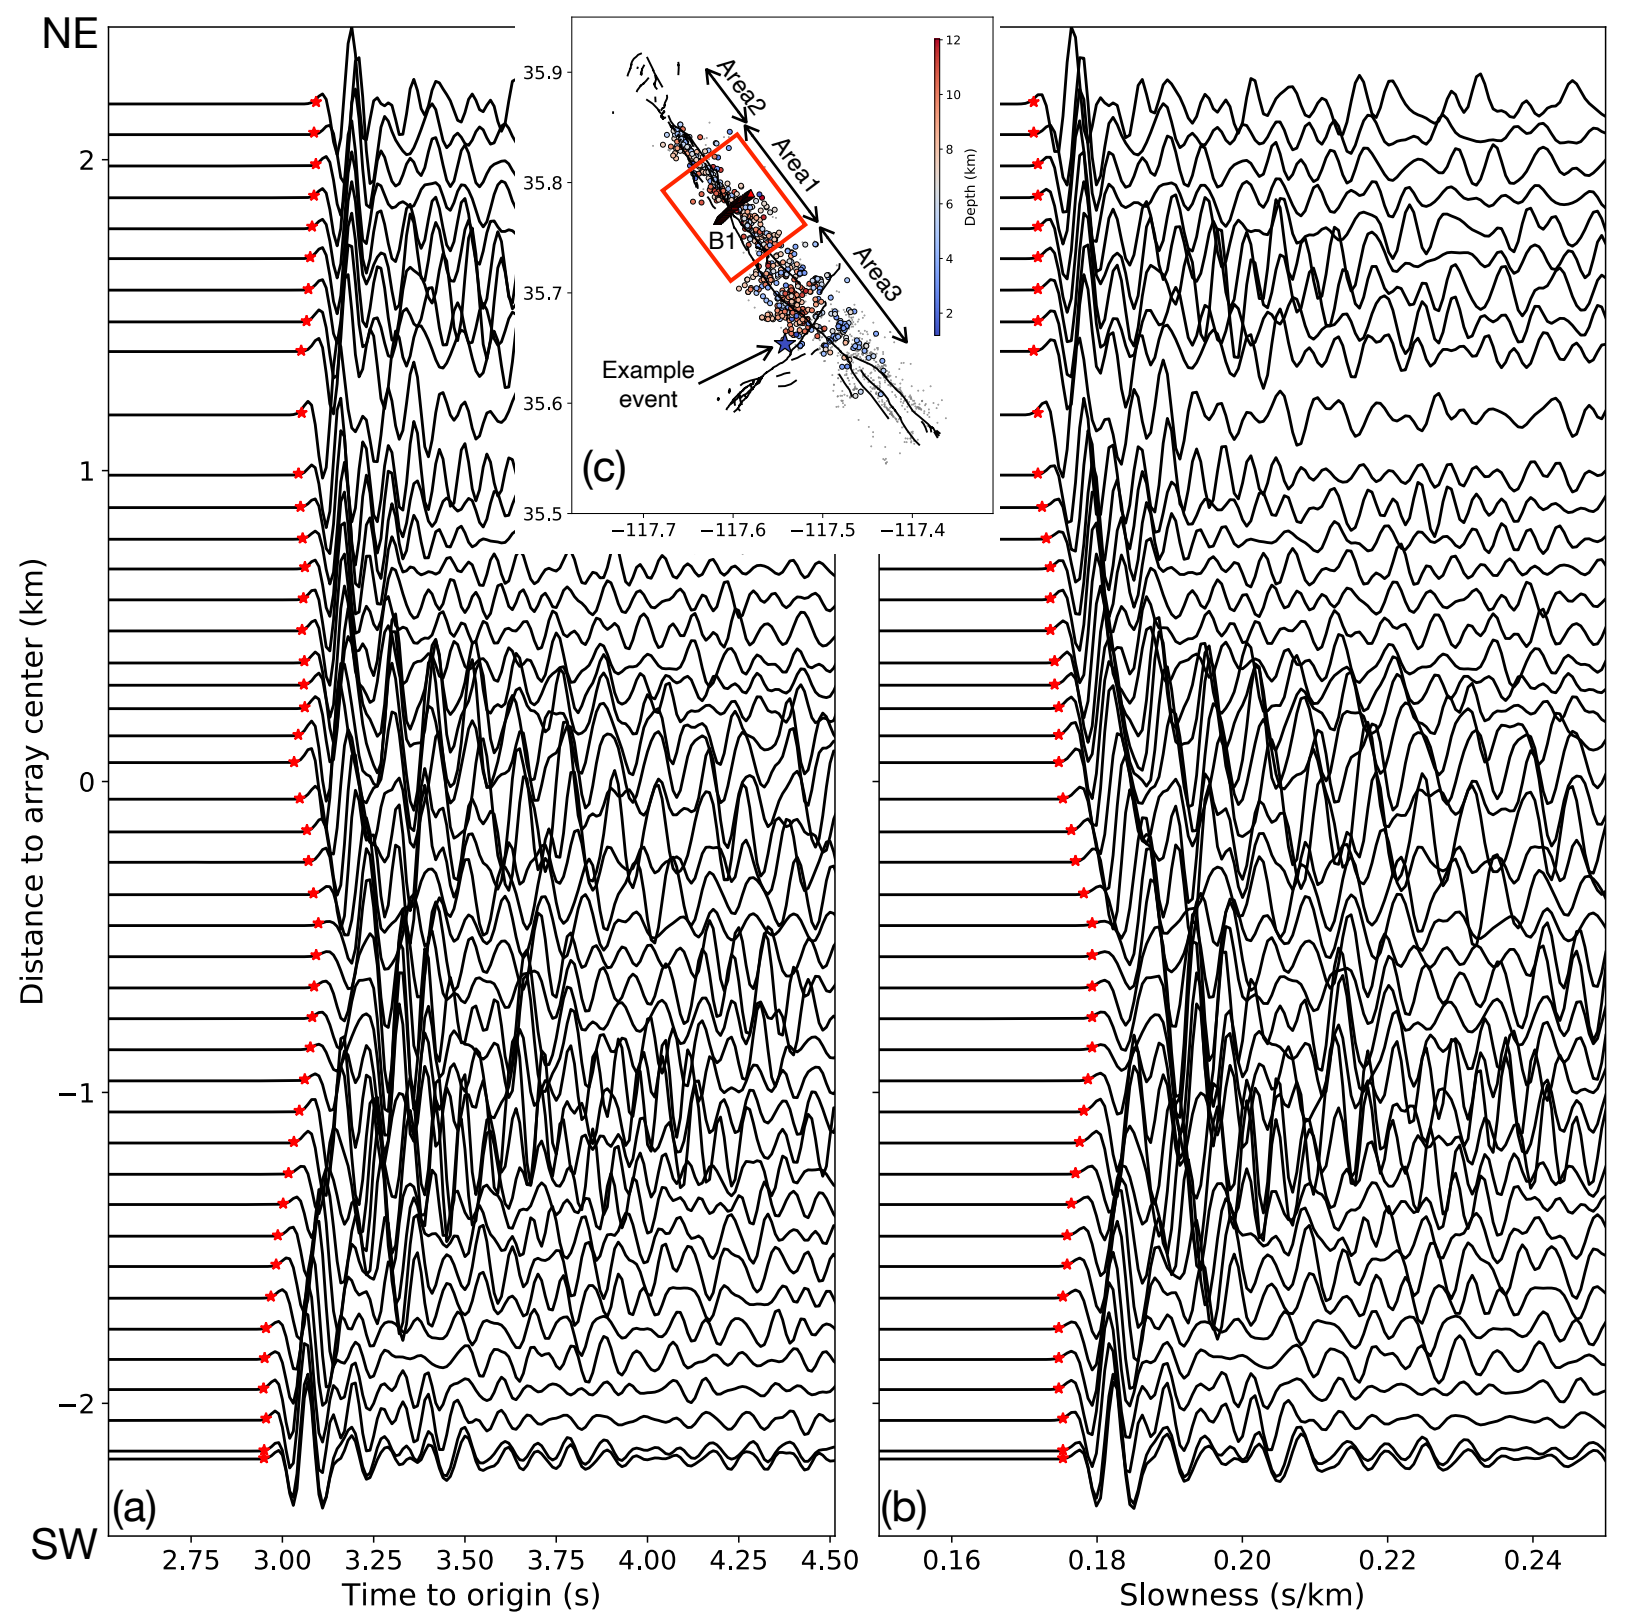 NE
2
1
0
−1
−2
SW
Distance to array center (km)
(a)
2.75 3.00 3.25 3.50 3.75 4.00 4.25 4.50
Time to origin (s)
(b)
0.16 0.18 0.20 0.22 0.24
Slowness (s/km)
35.9
35.8
35.7
35.6
35.5
−117.7 −117.6 −117.5 −117.4
(c)
Area2
Area1
Area3
B1
Example
event
12
10
8
6
4
2
Depth (km)